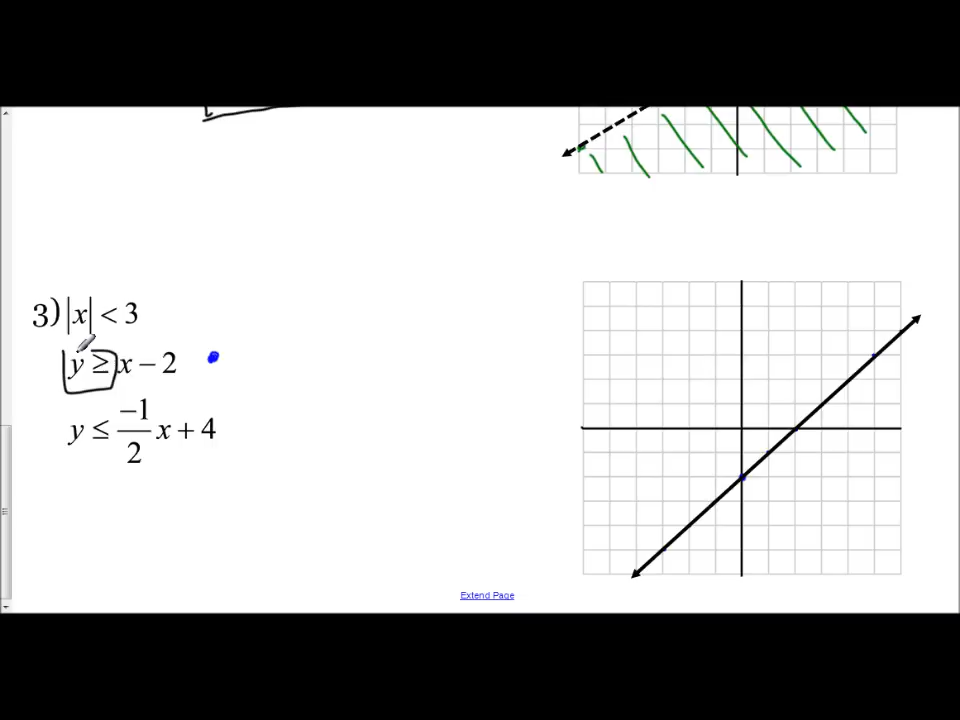 3) |x| < 3
y ≥ x − 2
y ≤ −1/2 x + 4
Extend Page